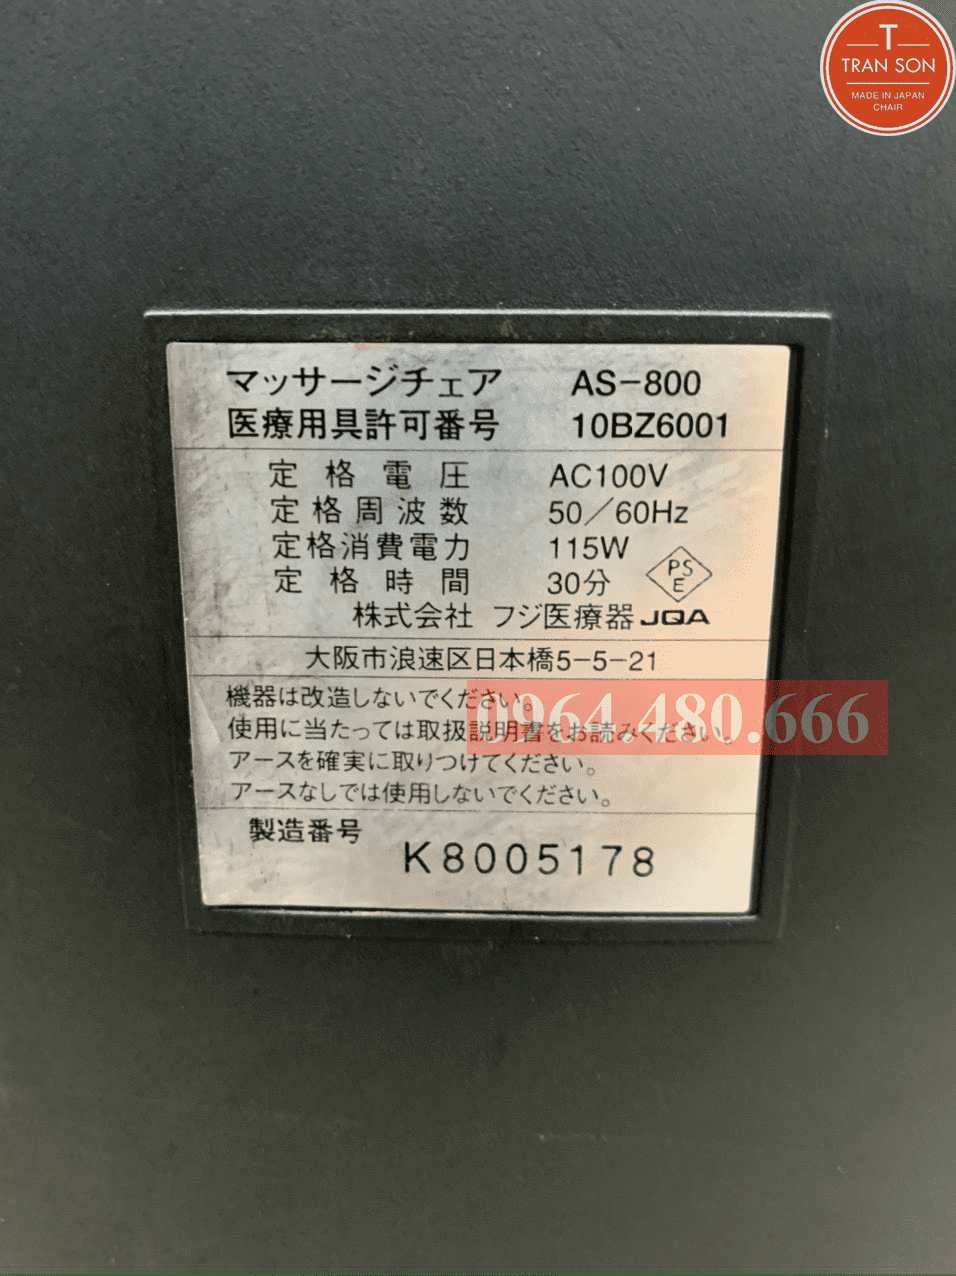 T
TRAN SON
MADE IN JAPAN
CHAIR
マッサージチェア AS-800
医療用具許可番号 10BZ6001
定格電圧 AC100V
定格周波数 50/60Hz
定格消費電力 115W
定格時間 30分
PS
E
株式会社 フジ医療器 JQA
大阪市浪速区日本橋5-5-21
機器は改造しないでください。
使用に当たっては取扱説明書をお読みください。
0964.480.666
アースを確実に取りつけてください。
アースなしでは使用しないでください。
製造番号
K8005178